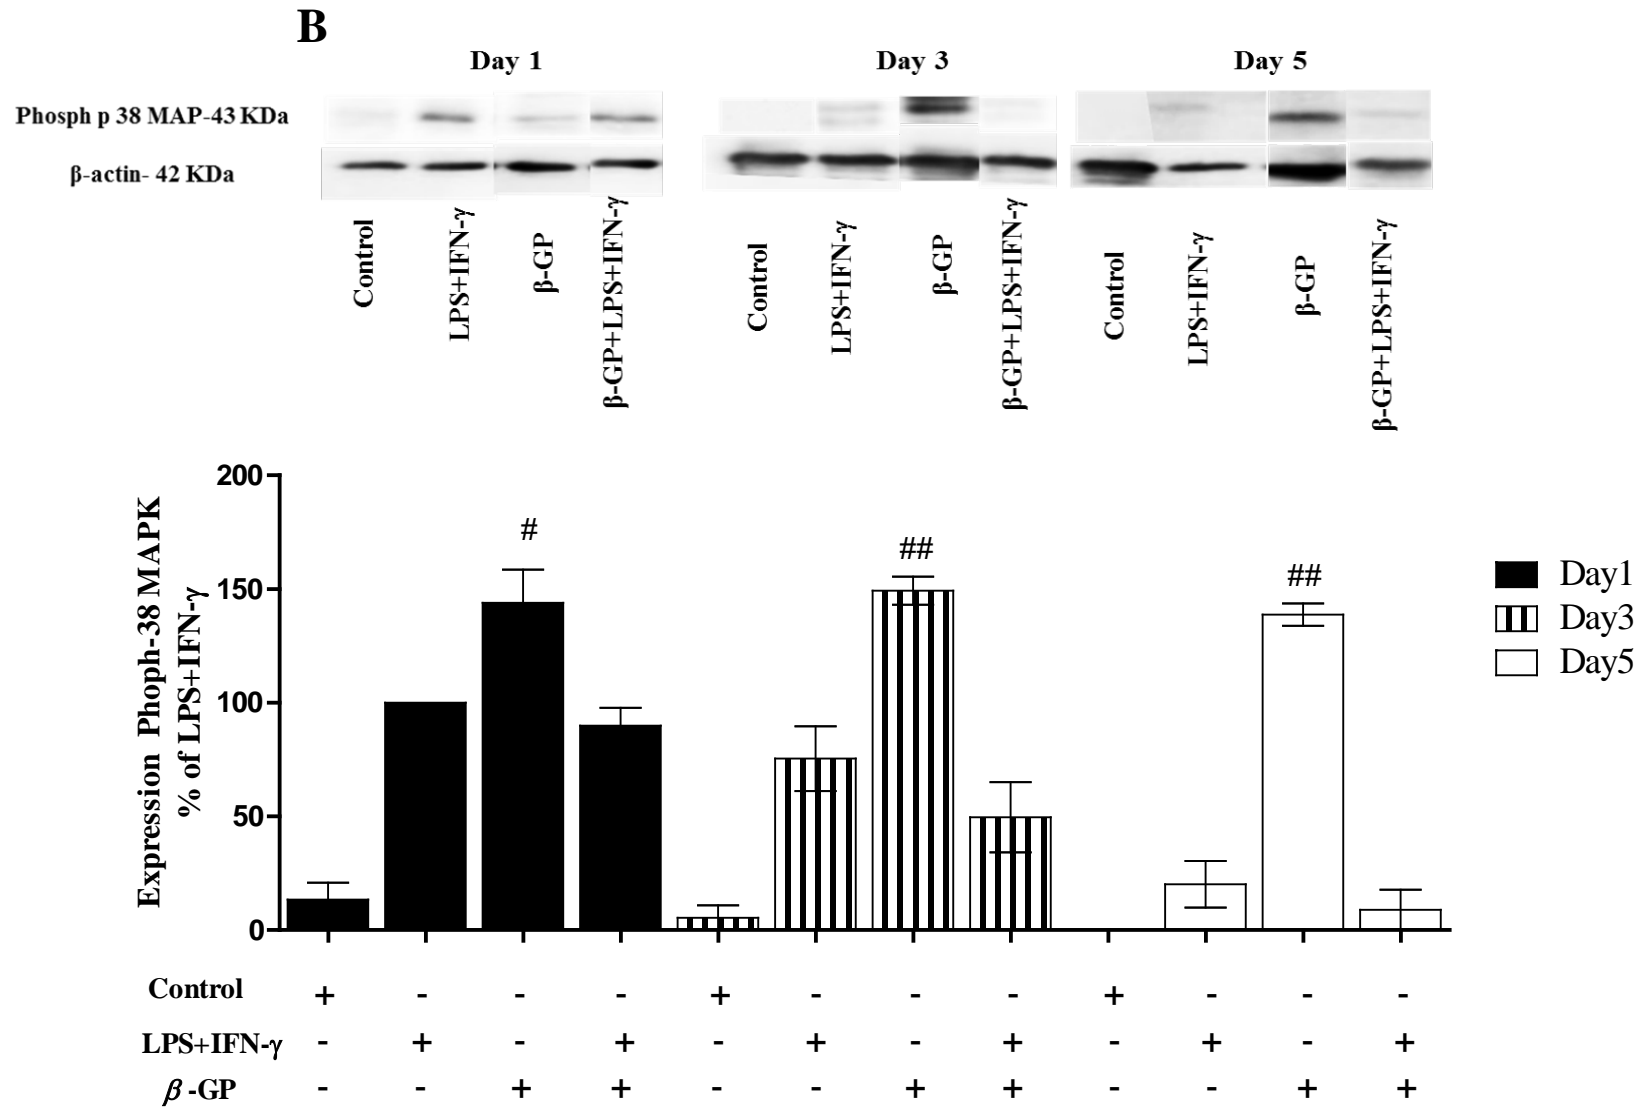 B
Day 1 Day 3 Day 5
Phosph p 38 MAP-43 KDa
β-actin- 42 KDa
Control LPS+IFN-γ β-GP β-GP+LPS+IFN-γ Control LPS+IFN-γ β-GP β-GP+LPS+IFN-γ Control LPS+IFN-γ β-GP β-GP+LPS+IFN-γ
Expression Phoph-38 MAPK
% of LPS+IFN-γ
200
150
100
50
0
# ## ##
Day1
Day3
Day5
Control + - - - + - - - + - - -
LPS+IFN-γ - + - + - + - + - + - +
β -GP - - + + - - + + - - + +